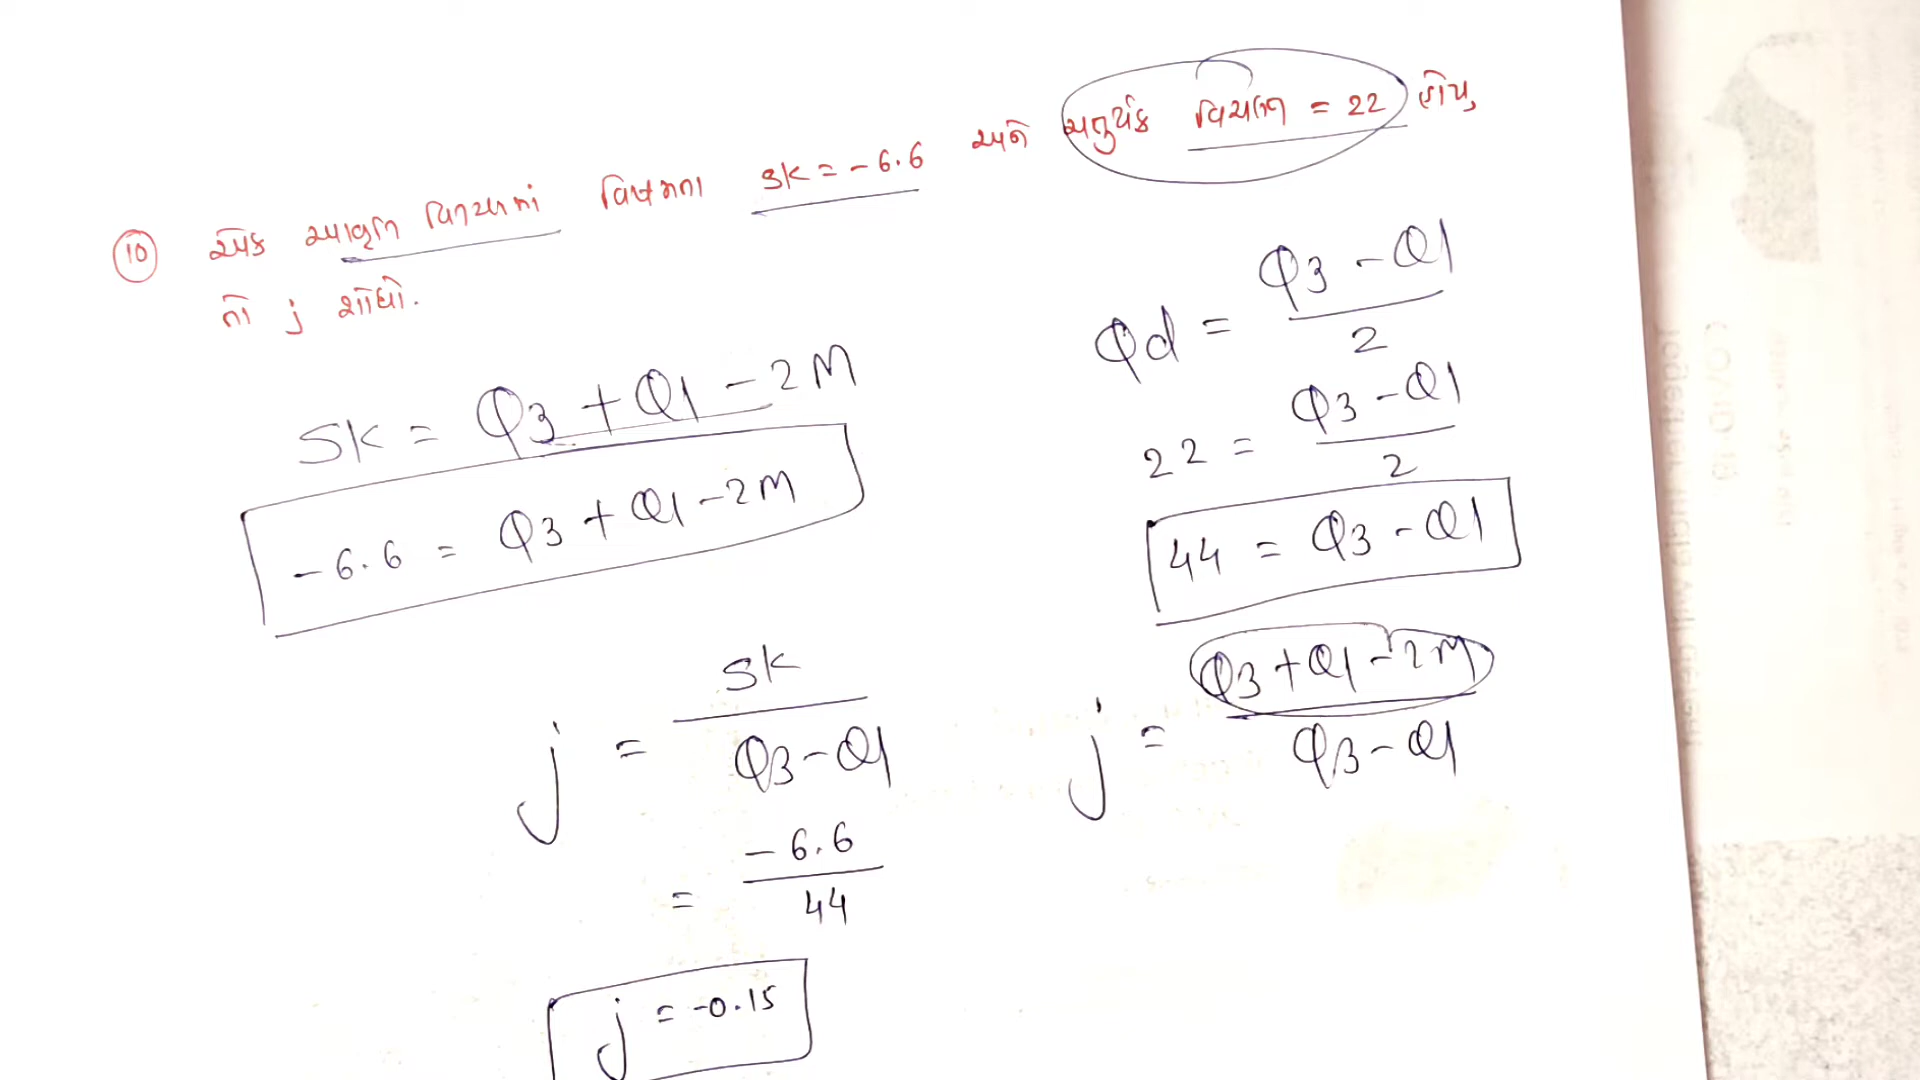 10 એક આવૃત્તિ વિતરણનાં વિષમતા SK = -6.6 અને ચતુર્થક વિચલન = 22 હોય,
તો j શોધો.
SK = Q3 + Q1 - 2M
-6.6 = Q3 + Q1 - 2M
Qd = Q3 - Q1 / 2
22 = Q3 - Q1 / 2
44 = Q3 - Q1
j = SK / Q3 - Q1
j = Q3 + Q1 - 2M / Q3 - Q1
= -6.6 / 44
j = -0.15